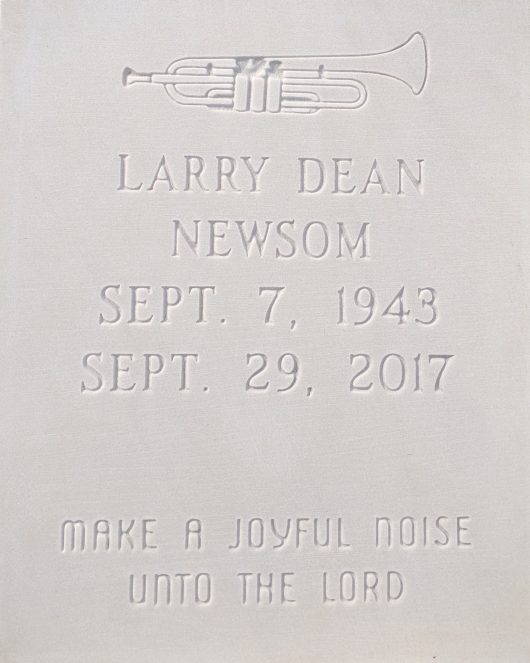 LARRY DEAN
NEWSOM
SEPT. 7, 1943
SEPT. 29, 2017
MAKE A JOYFUL NOISE
UNTO THE LORD